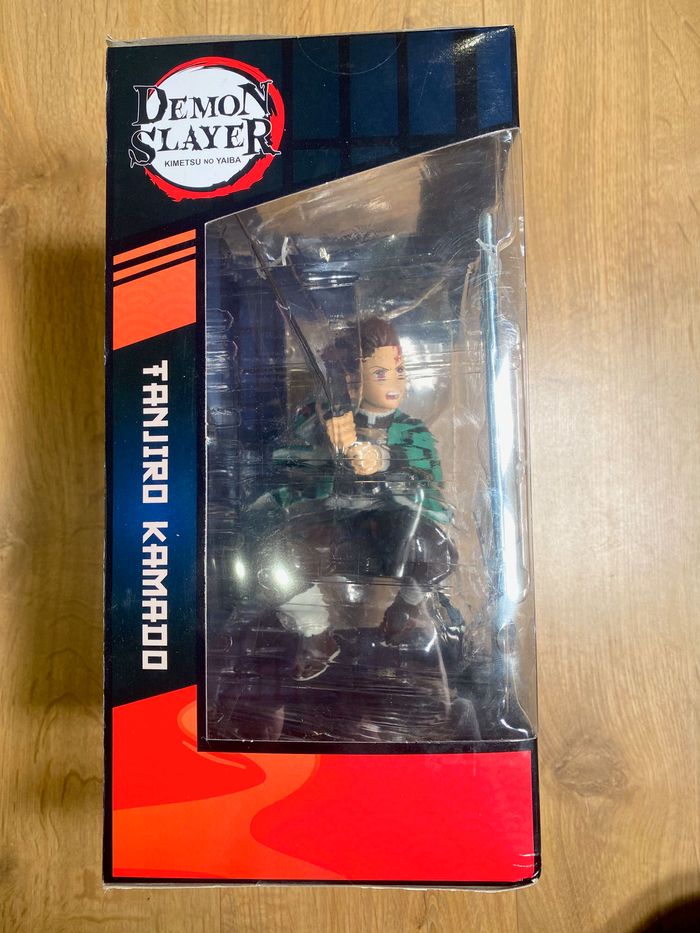 DEMON
SLAYER
KIMETSU NO YAIBA
TANJIRO KAMADO